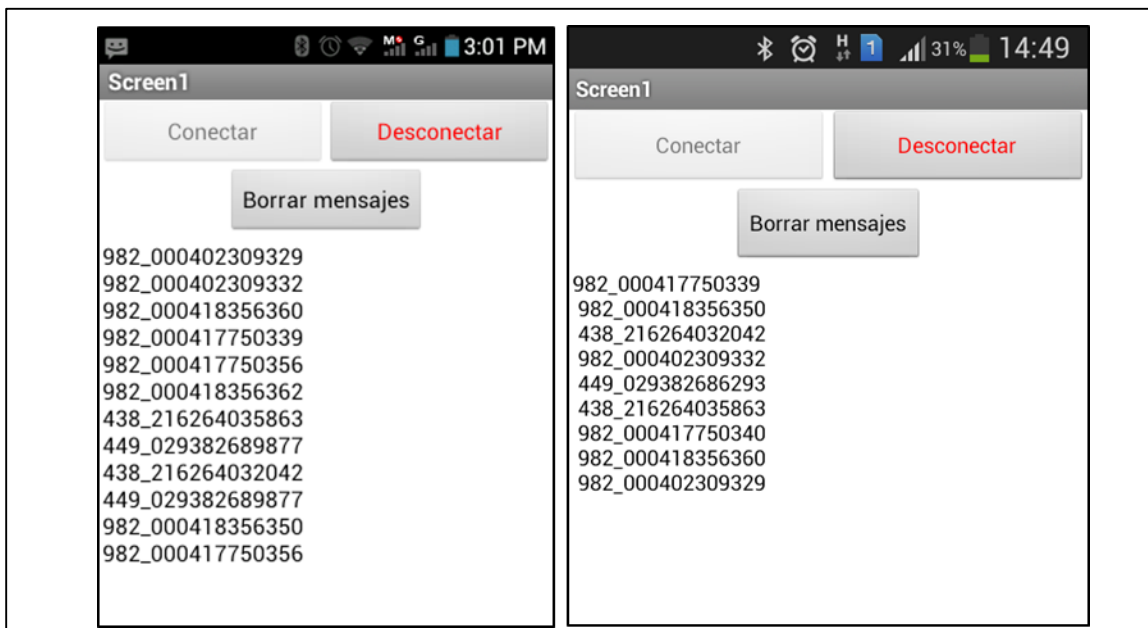 3:01 PM
Screen1
Conectar
Desconectar
Borrar mensajes
982_000402309329
982_000402309332
982_000418356360
982_000417750339
982_000417750356
982_000418356362
438_216264035863
449_029382689877
438_216264032042
449_029382689877
982_000418356350
982_000417750356
H 1 31% 14:49
Screen1
Conectar
Desconectar
Borrar mensajes
982_000417750339
982_000418356350
438_216264032042
982_000402309332
449_029382686293
438_216264035863
982_000417750340
982_000418356360
982_000402309329